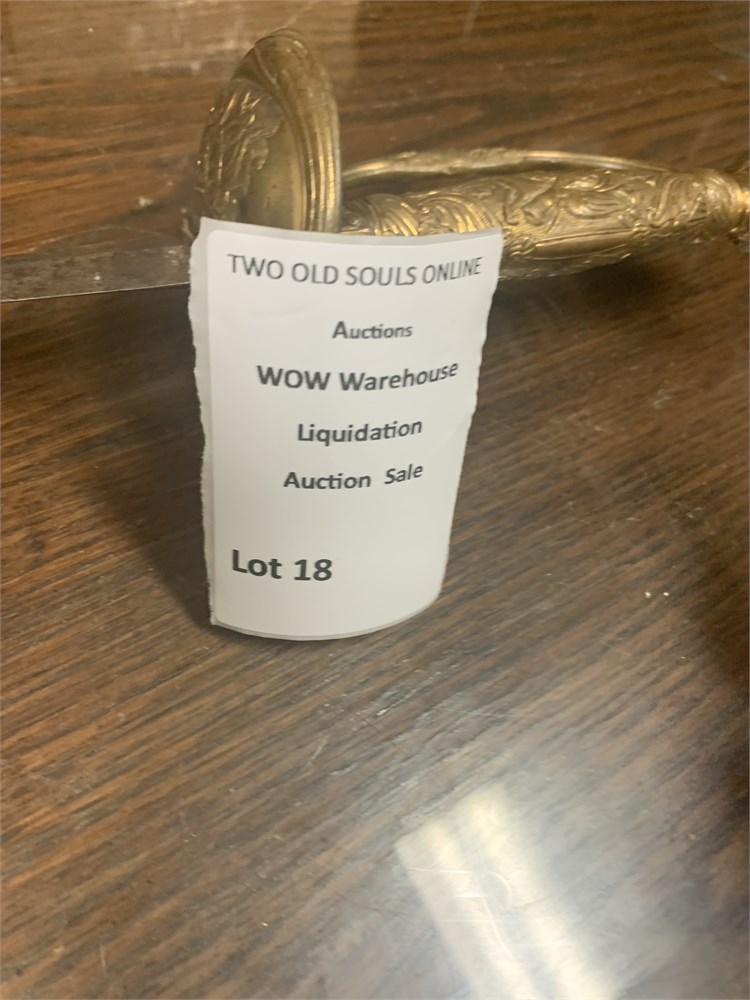 TWO OLD SOULS ONLINE
Auctions
WOW Warehouse
Liquidation
Auction Sale
Lot 18